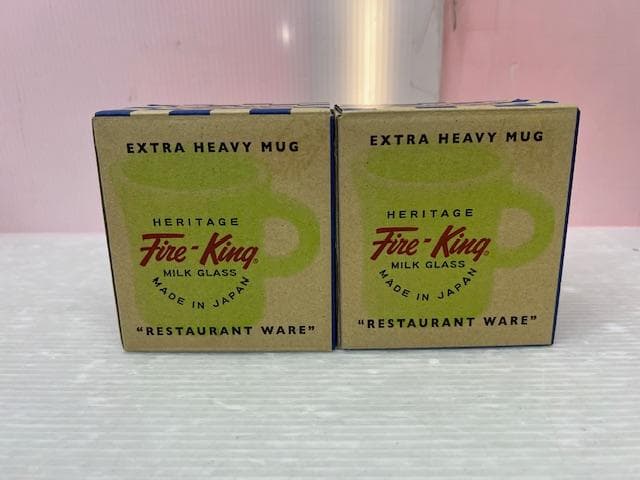 EXTRA HEAVY MUG
HERITAGE
Fire-King®
MILK GLASS
MADE IN JAPAN
"RESTAURANT WARE"
EXTRA HEAVY MUG
HERITAGE
Fire-King®
MILK GLASS
MADE IN JAPAN
"RESTAURANT WARE"